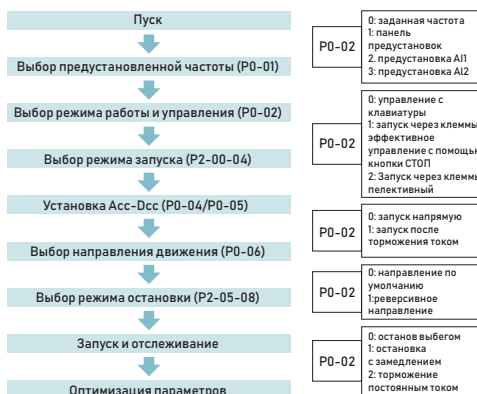 Пуск
Выбор предустановленной частоты (P0-01)
Выбор режима работы и управления (P0-02)
Выбор режима запуска (P2-00-04)
Установка Acc-Dcc (P0-04/P0-05)
Выбор направления движения (P0-06)
Выбор режима остановки (P2-05-08)
Запуск и отслеживание
Оптимизация параметров
P0-02
0: заданная частота
1: панель
предустановок
2. предустановка AI1
3: предустановка AI2
P0-02
0: управление с
клавиатуры
1: запуск через клеммы
эффективное
управление с помощью
кнопки СТОП
2: Запуск через клеммы
пелективный
P0-02
0: запуск напрямую
1: запуск после
торможения током
P0-02
0: направление по
умолчанию
1:реверсивное
направление
P0-02
0: останов выбегом
1: остановка
с замедлением
2: торможение
постоянным током